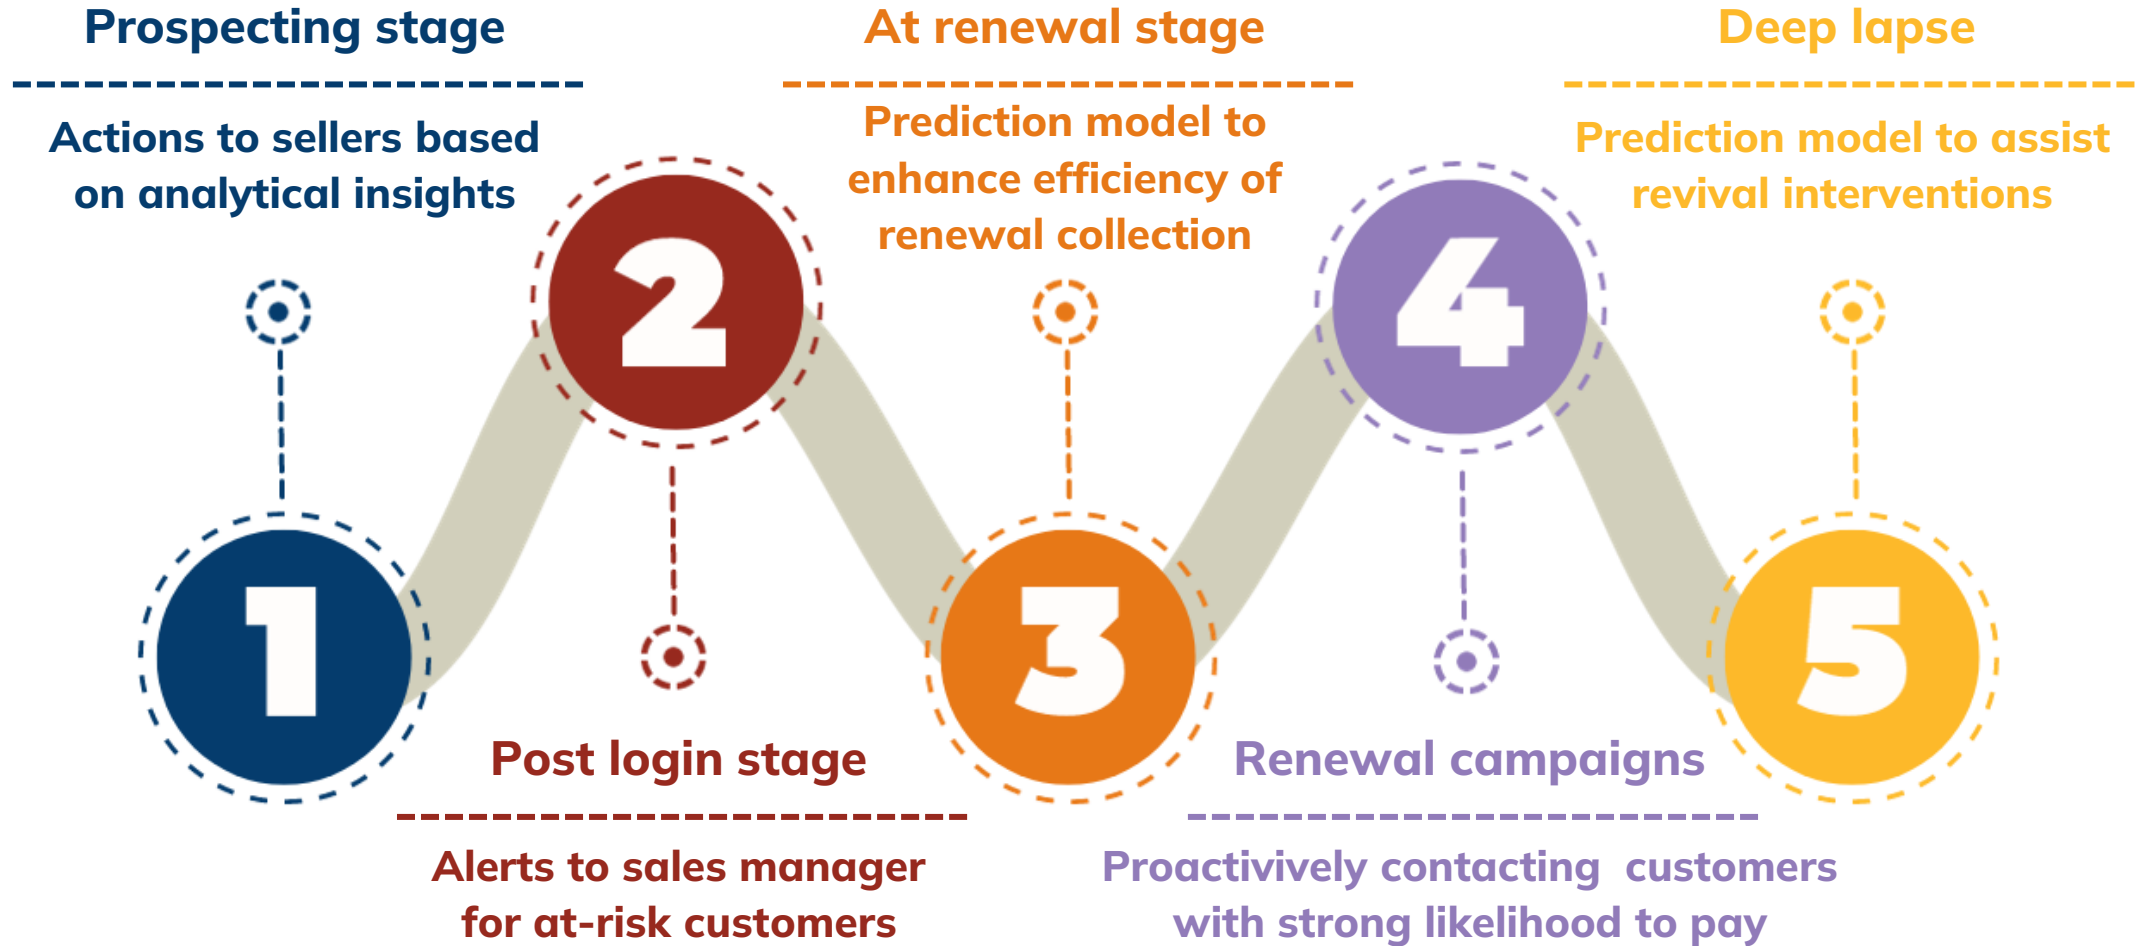 Prospecting stage
Actions to sellers based
on analytical insights
1
2
Post login stage
Alerts to sales manager
for at-risk customers
At renewal stage
Prediction model to
enhance efficiency of
renewal collection
3
4
Renewal campaigns
Proactivively contacting  customers
with strong likelihood to pay
Deep lapse
Prediction model to assist
revival interventions
5